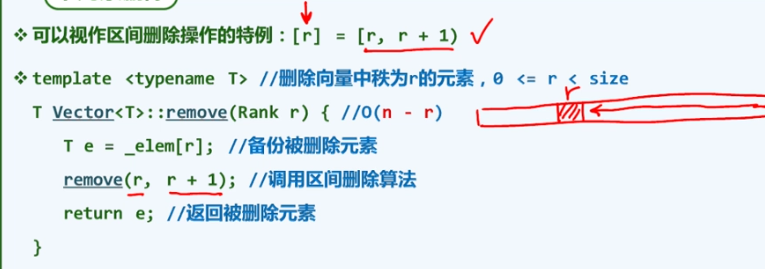 ❖ 可以视作区间删除操作的特例：[r] = [r, r + 1)
❖ template <typename T> //删除向量中秩为r的元素，0 <= r < size
r
T Vector<T>::remove(Rank r) { //O(n - r)
T e = _elem[r]; //备份被删除元素
remove(r, r + 1); //调用区间删除算法
return e; //返回被删除元素
}